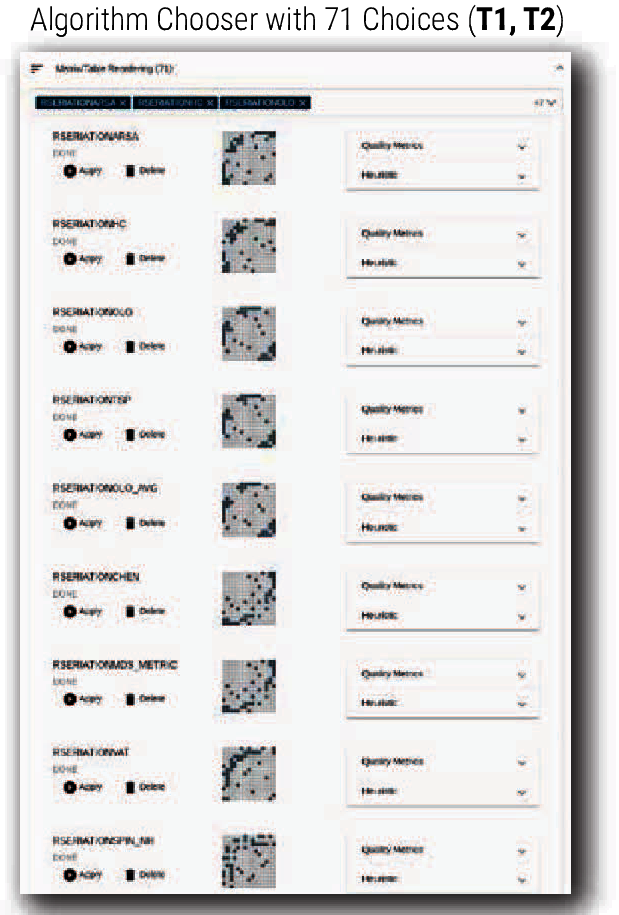 Algorithm Chooser with 71 Choices (T1, T2)
Matrix/Table Reordering (71):
RSERIATIONARSA × RSERIATIONHC × RSERIATIONOLO ×
RSERIATIONARSA
DONE
Apply Delete
Quality Metrics
Heuristic
RSERIATIONHC
DONE
Apply Delete
Quality Metrics
Heuristic
RSERIATIONOLO
DONE
Apply Delete
Quality Metrics
Heuristic
RSERIATIONTSP
DONE
Apply Delete
Quality Metrics
Heuristic
RSERIATIONOLO_AVG
DONE
Apply Delete
Quality Metrics
Heuristic
RSERIATIONCHEN
DONE
Apply Delete
Quality Metrics
Heuristic
RSERIATIONMDS_METRIC
DONE
Apply Delete
Quality Metrics
Heuristic
RSERIATIONVAT
DONE
Apply Delete
Quality Metrics
Heuristic
RSERIATIONSPIN_NH
DONE
Apply Delete
Quality Metrics
Heuristic